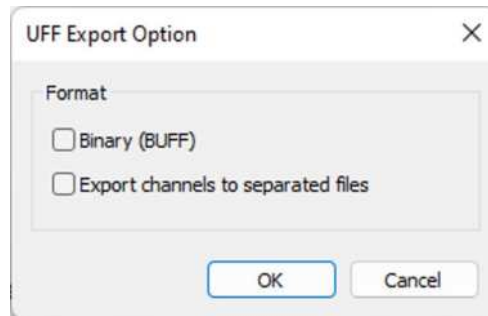 UFF Export Option
Format
Binary (BUFF)
Export channels to separated files
OK
Cancel